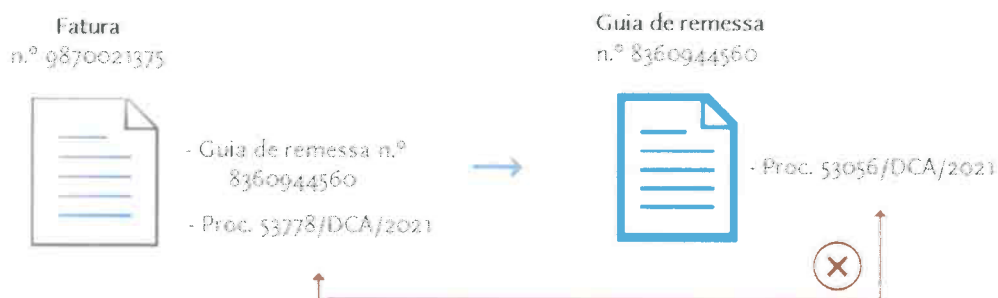 Fatura
n.º 9870021375
- Guia de remessa n.º
8360944560
- Proc. 53778/DCA/2021
Guia de remessa
n.º 8360944560
- Proc. 53056/DCA/2021